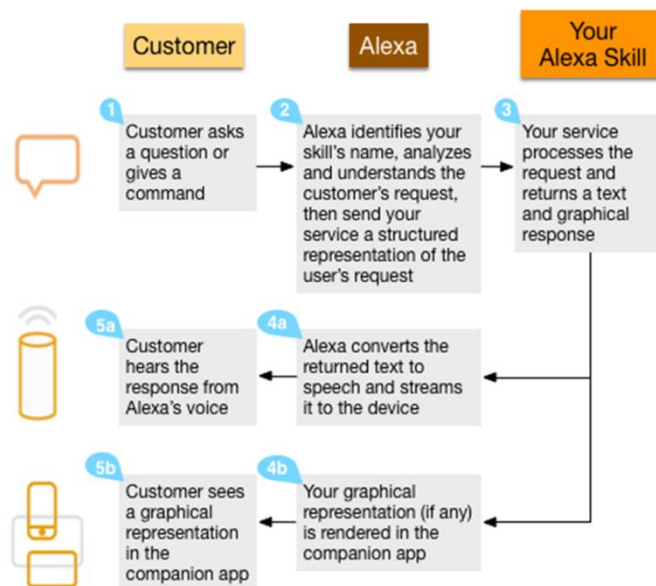 Customer
Alexa
Your
Alexa Skill
1
Customer asks
a question or
gives a
command
2
Alexa identifies your
skill's name, analyzes
and understands the
customer's request,
then send your
service a structured
representation of the
user's request
3
Your service
processes the
request and
returns a text
and graphical
response
5a
Customer
hears the
response from
Alexa's voice
4a
Alexa converts the
returned text to
speech and streams
it to the device
5b
Customer sees
a graphical
representation
in the
companion app
4b
Your graphical
representation (if any)
is rendered in the
companion app